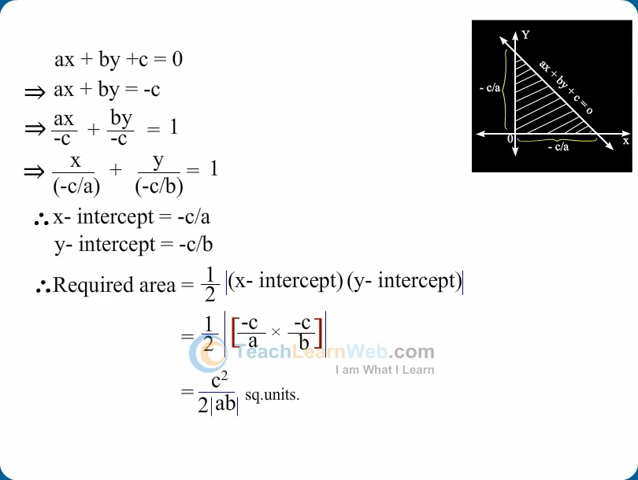 ax + by +c = 0
⇒ ax + by = -c
⇒ ax/-c + by/-c = 1
⇒ x/(-c/a) + y/(-c/b) = 1
∴ x- intercept = -c/a
y- intercept = -c/b
∴ Required area = 1/2 |(x- intercept) (y- intercept)|
= 1/2 |[-c/a × -c/b]|
= c²/2|ab| sq.units.
TeachLearnWeb.com
I am What I Learn
Y
ax + by + c = 0
- c/a
0
x
- c/a